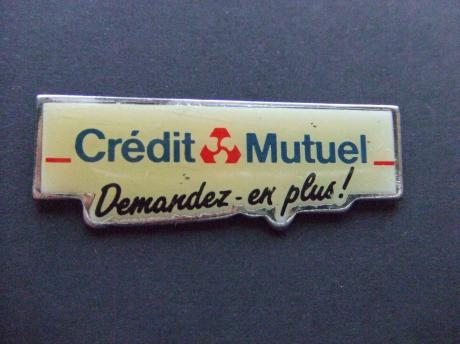 Crédit Mutuel
Demandez-en plus!